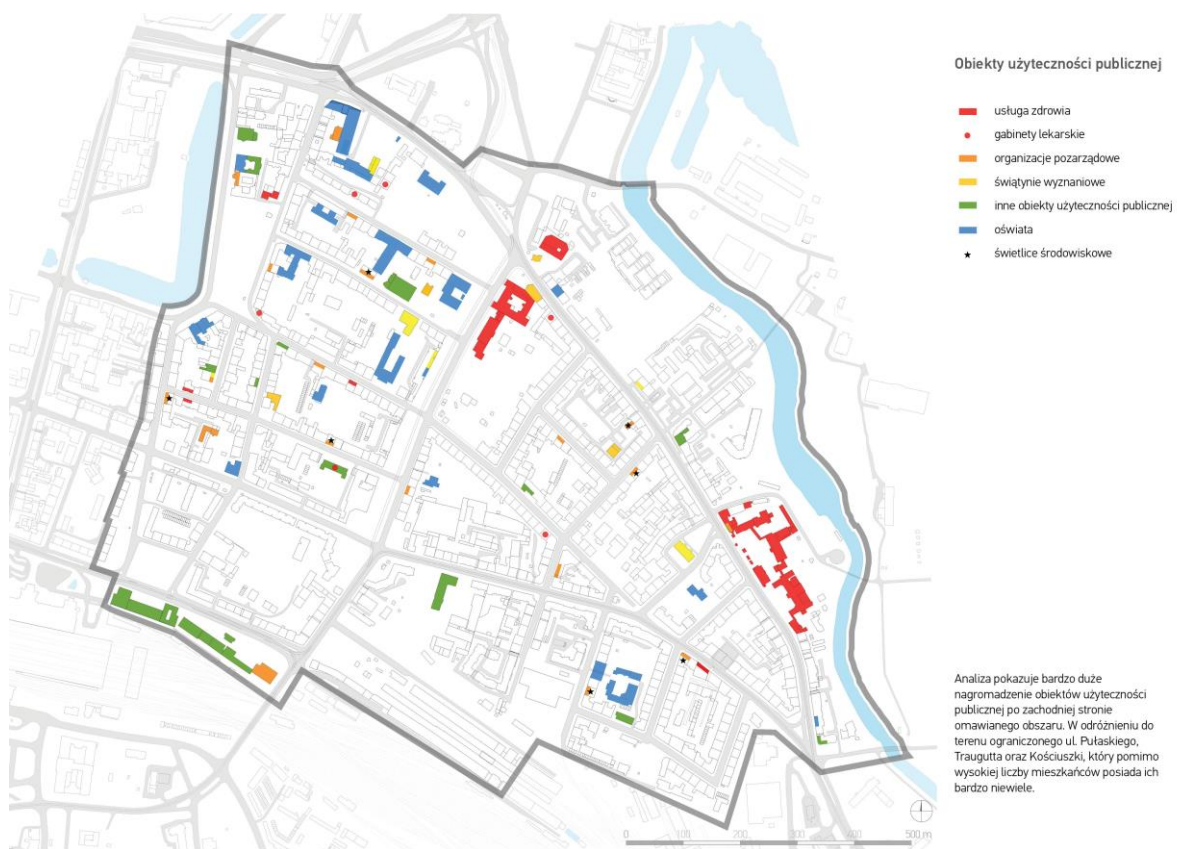 Obiekty użyteczności publicznej
usługa zdrowia
gabinety lekarskie
organizacje pozarządowe
świątynie wyznaniowe
inne obiekty użyteczności publicznej
oświata
świetlice środowiskowe
Analiza pokazuje bardzo duże
nagromadzenie obiektów użyteczności
publicznej po zachodniej stronie
omawianego obszaru. W odróżnieniu do
terenu ograniczonego ul. Pułaskiego,
Traugutta oraz Kościuszki, który pomimo
wysokiej liczby mieszkańców posiada ich
bardzo niewiele.
0 100 200 300 400 500 m